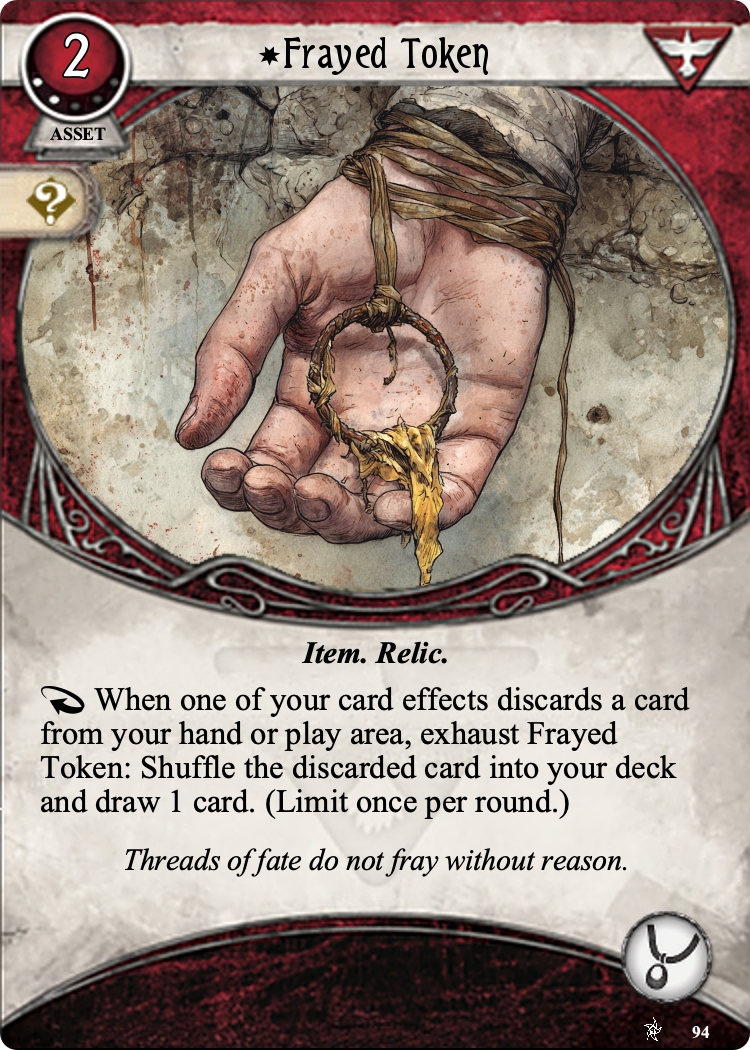 2
Frayed Token
ASSET
?
Item. Relic.
When one of your card effects discards a card
from your hand or play area, exhaust Frayed
Token: Shuffle the discarded card into your deck
and draw 1 card. (Limit once per round.)
Threads of fate do not fray without reason.
94